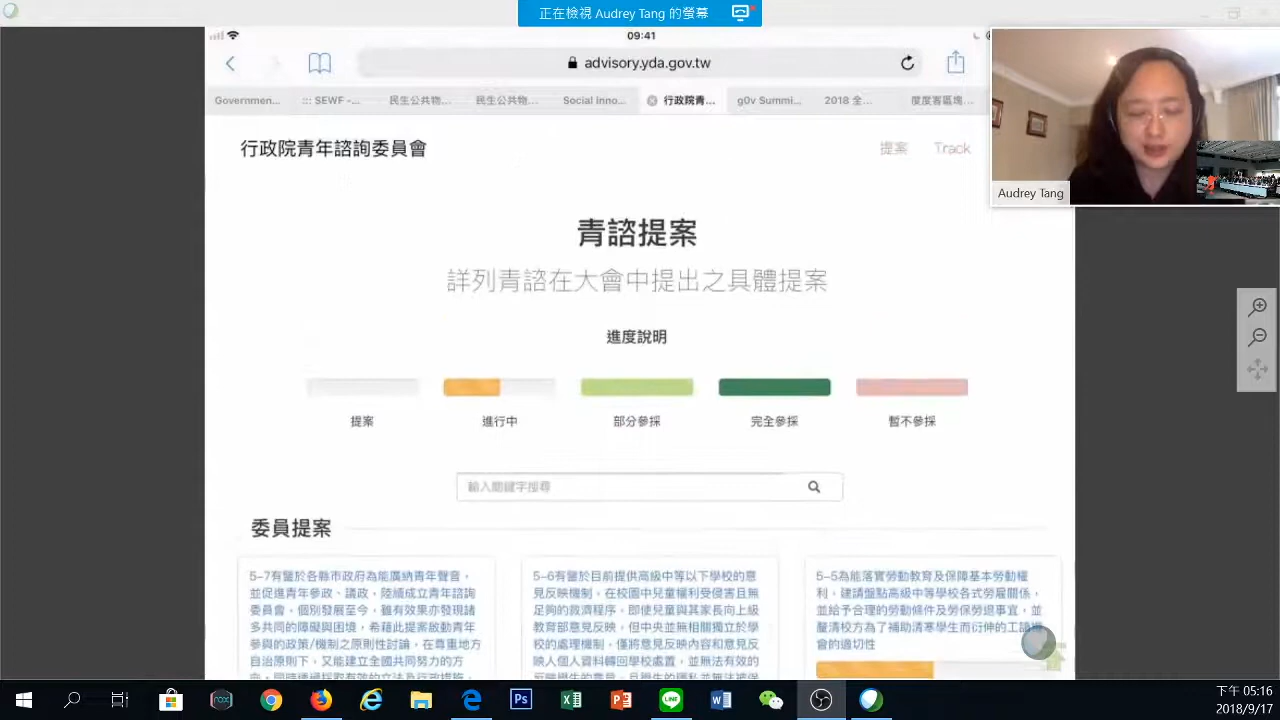 正在檢視 Audrey Tang 的螢幕
09:41
advisory.yda.gov.tw
Governmen...
::: SEWF -...
民生公共物...
民生公共物...
Social Inno...
行政院青...
g0v Summi...
2018 全...
度度客區塊...
Audrey Tang
行政院青年諮詢委員會
提案
Track
青諮提案
詳列青諮在大會中提出之具體提案
進度說明
提案
進行中
部分參採
完全參採
暫不參採
輸入關鍵字搜尋
委員提案
5-7有鑒於各縣市政府為能廣納青年聲音，
並促進青年參政、議政，陸續成立青年諮詢
委員會，個別發展至今，雖有效果亦發現諸
多共同的障礙與困境，希藉此提案啟動青年
參與的政策/機制之原則性討論，在尊重地方
自治原則下，又能建立全國共同努力的方
5-6有鑒於目前提供高級中等以下學校的意
見反映機制，在校園中兒童權利受侵害且無
足夠的救濟程序，即使兒童與其家長向上級
教育部意見反映，但中央並無相關獨立於學
校的處理機制，僅將意見反映內容和意見反
映人個人資料轉回學校處置，並無法有效的
5-5為能落實勞動教育及保障基本勞動權
利，建請盤點高級中等學校各式勞雇關係，
並給予合理的勞動條件及勞保勞退事宜，並
釐清校方為了補助清寒學生而衍伸的工讀機
會的適切性
下午 05:16
2018/9/17